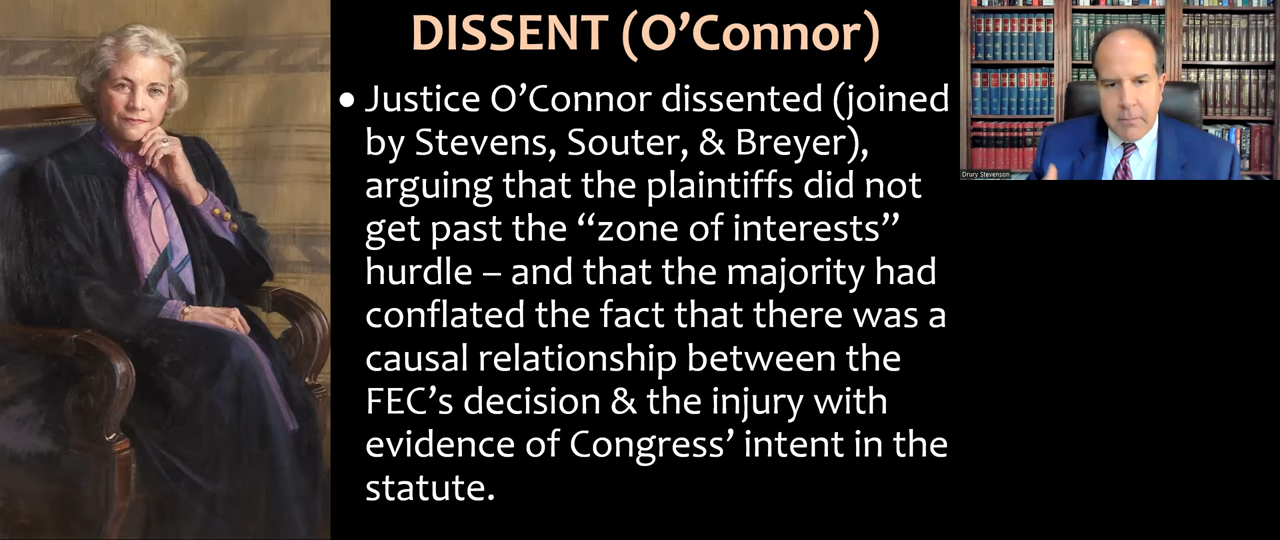 DISSENT (O’Connor)
• Justice O’Connor dissented (joined
by Stevens, Souter, & Breyer),
arguing that the plaintiffs did not
get past the “zone of interests”
hurdle – and that the majority had
conflated the fact that there was a
causal relationship between the
FEC’s decision & the injury with
evidence of Congress’ intent in the
statute.
Drury Stevenson